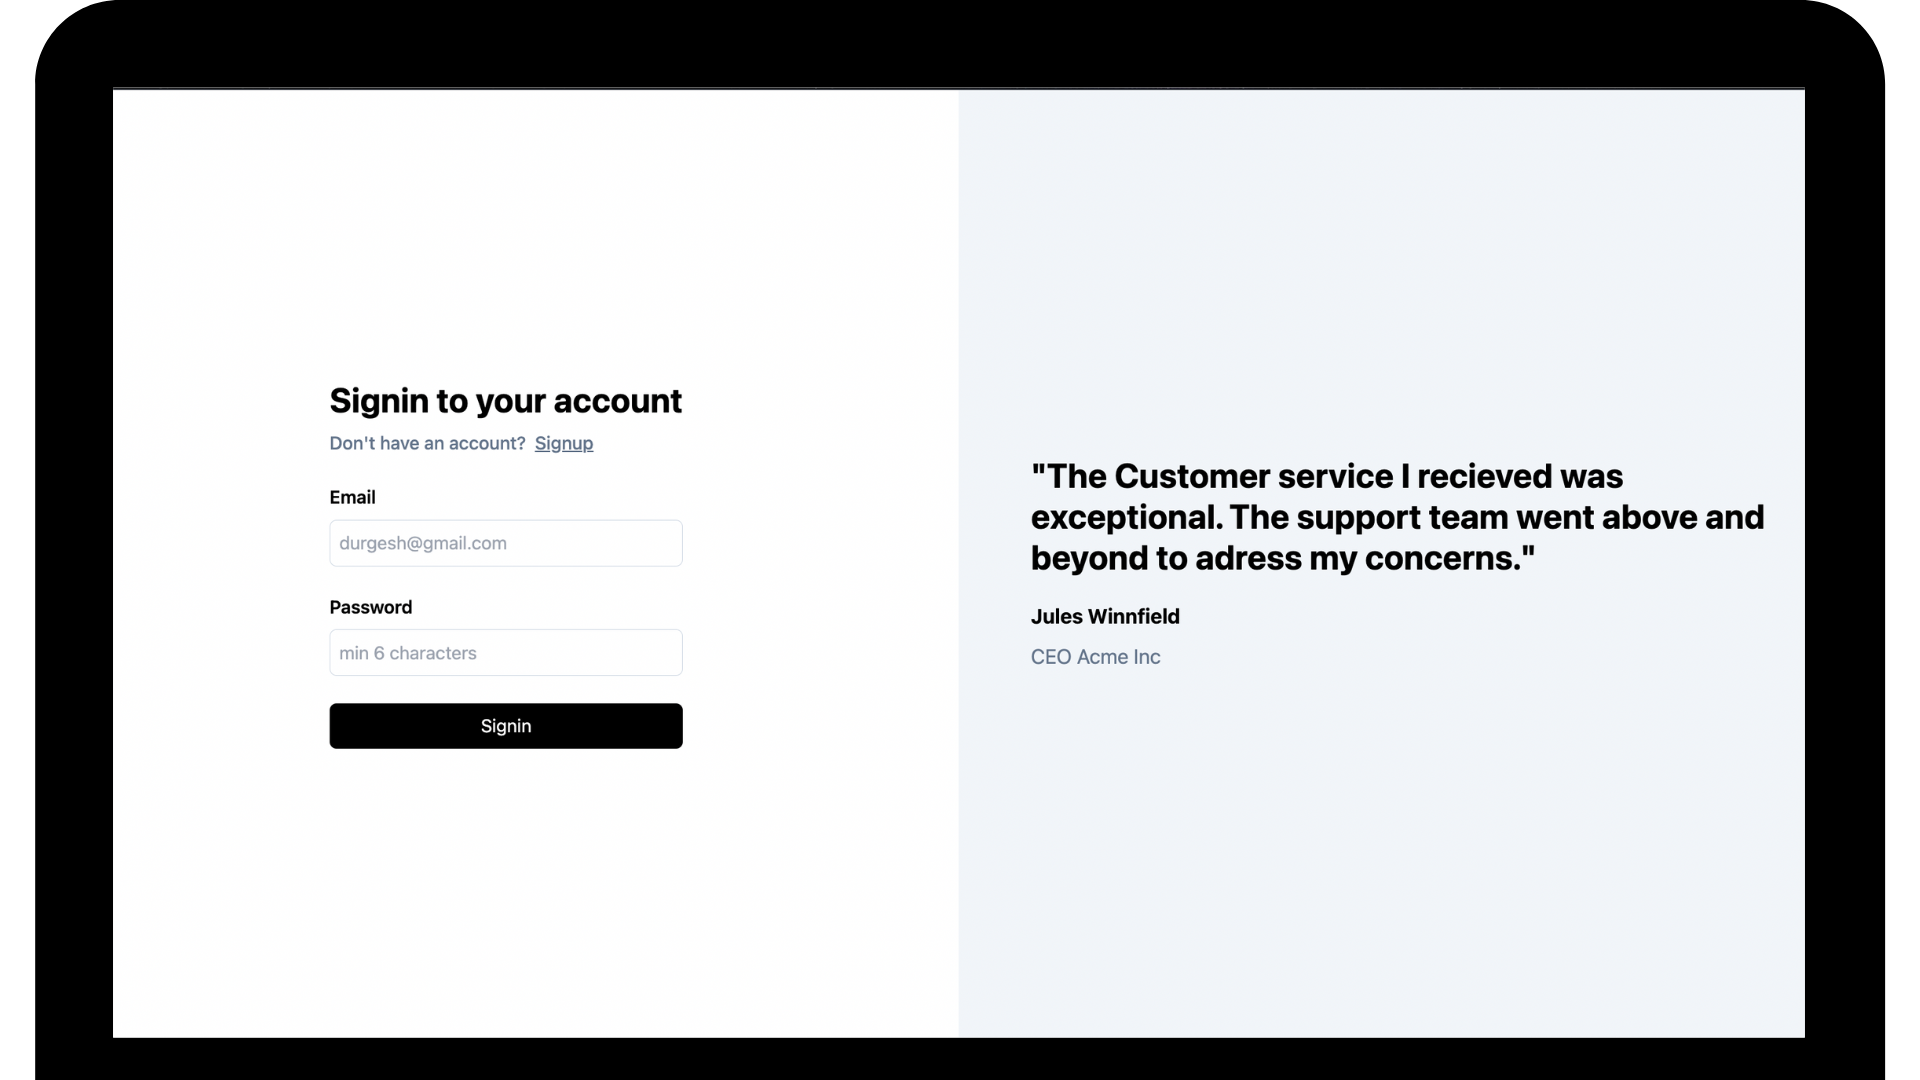 Signin to your account
Don't have an account? Signup
Email
durgesh@gmail.com
Password
min 6 characters
Signin
"The Customer service I recieved was
exceptional. The support team went above and
beyond to adress my concerns."
Jules Winnfield
CEO Acme Inc